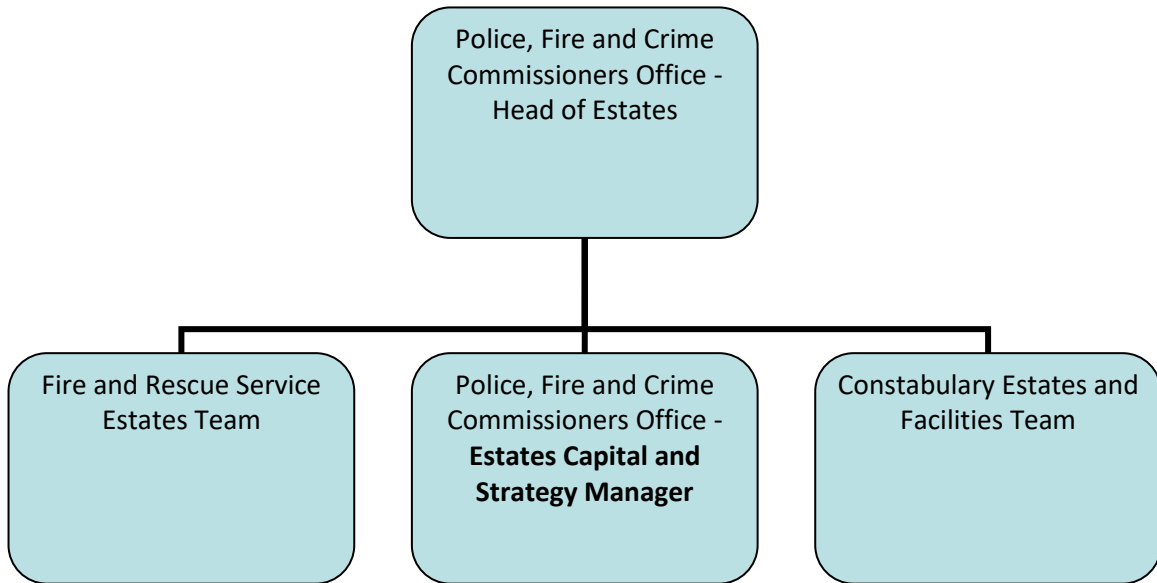 Police, Fire and Crime
Commissioners Office -
Head of Estates
Fire and Rescue Service
Estates Team
Police, Fire and Crime
Commissioners Office -
Estates Capital and
Strategy Manager
Constabulary Estates and
Facilities Team